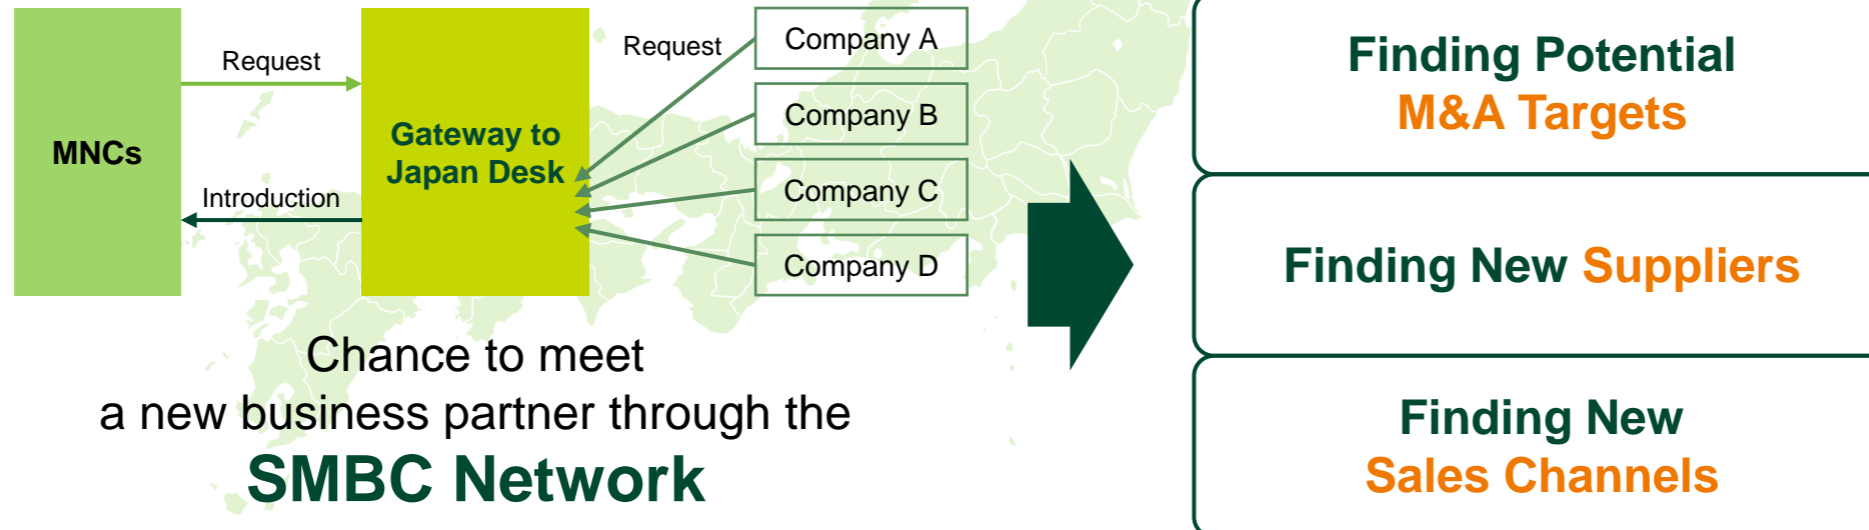 MNCs
Request
Introduction
Gateway to
Japan Desk
Request
Company A
Company B
Company C
Company D
Chance to meet
a new business partner through the
SMBC Network
Finding Potential
M&A Targets
Finding New Suppliers
Finding New
Sales Channels